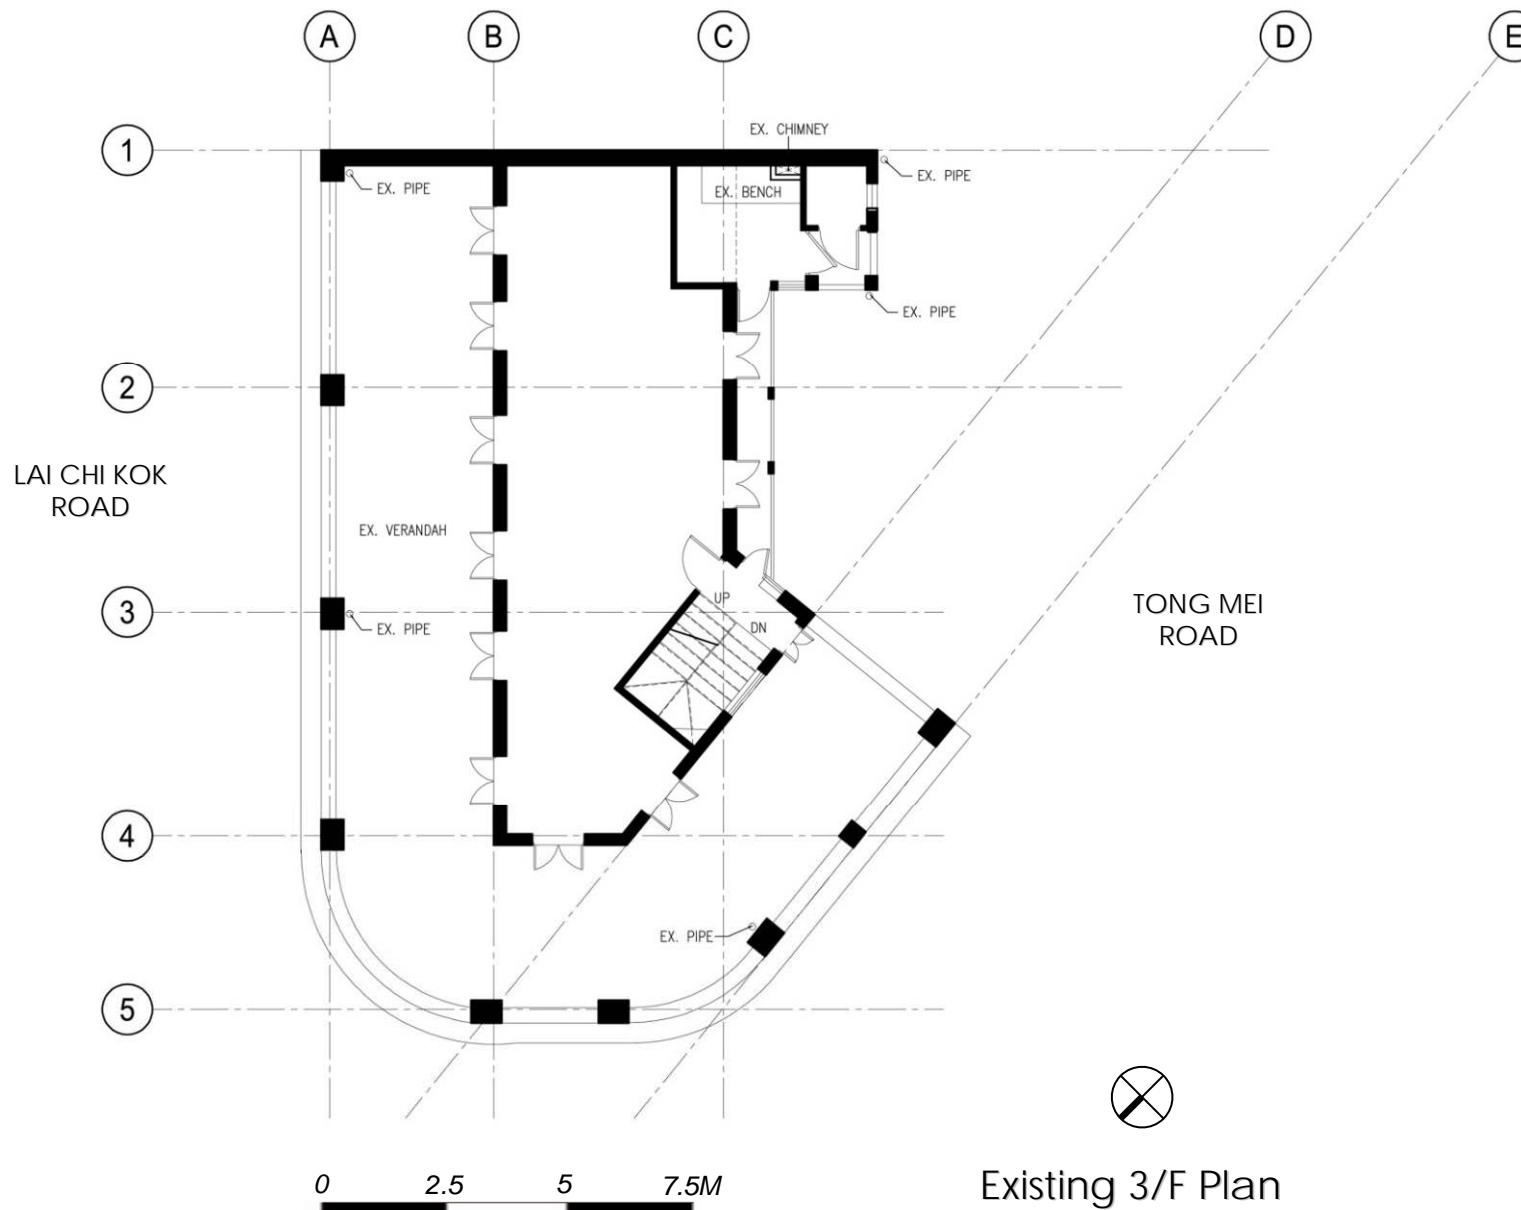 A
B
C
D
E
1
EX. CHIMNEY
EX. PIPE
EX. BENCH
EX. PIPE
EX. PIPE
2
LAI CHI KOK
ROAD
EX. VERANDAH
3
UP
DN
EX. PIPE
TONG MEI
ROAD
4
EX. PIPE
5
0 2.5 5 7.5M
Existing 3/F Plan